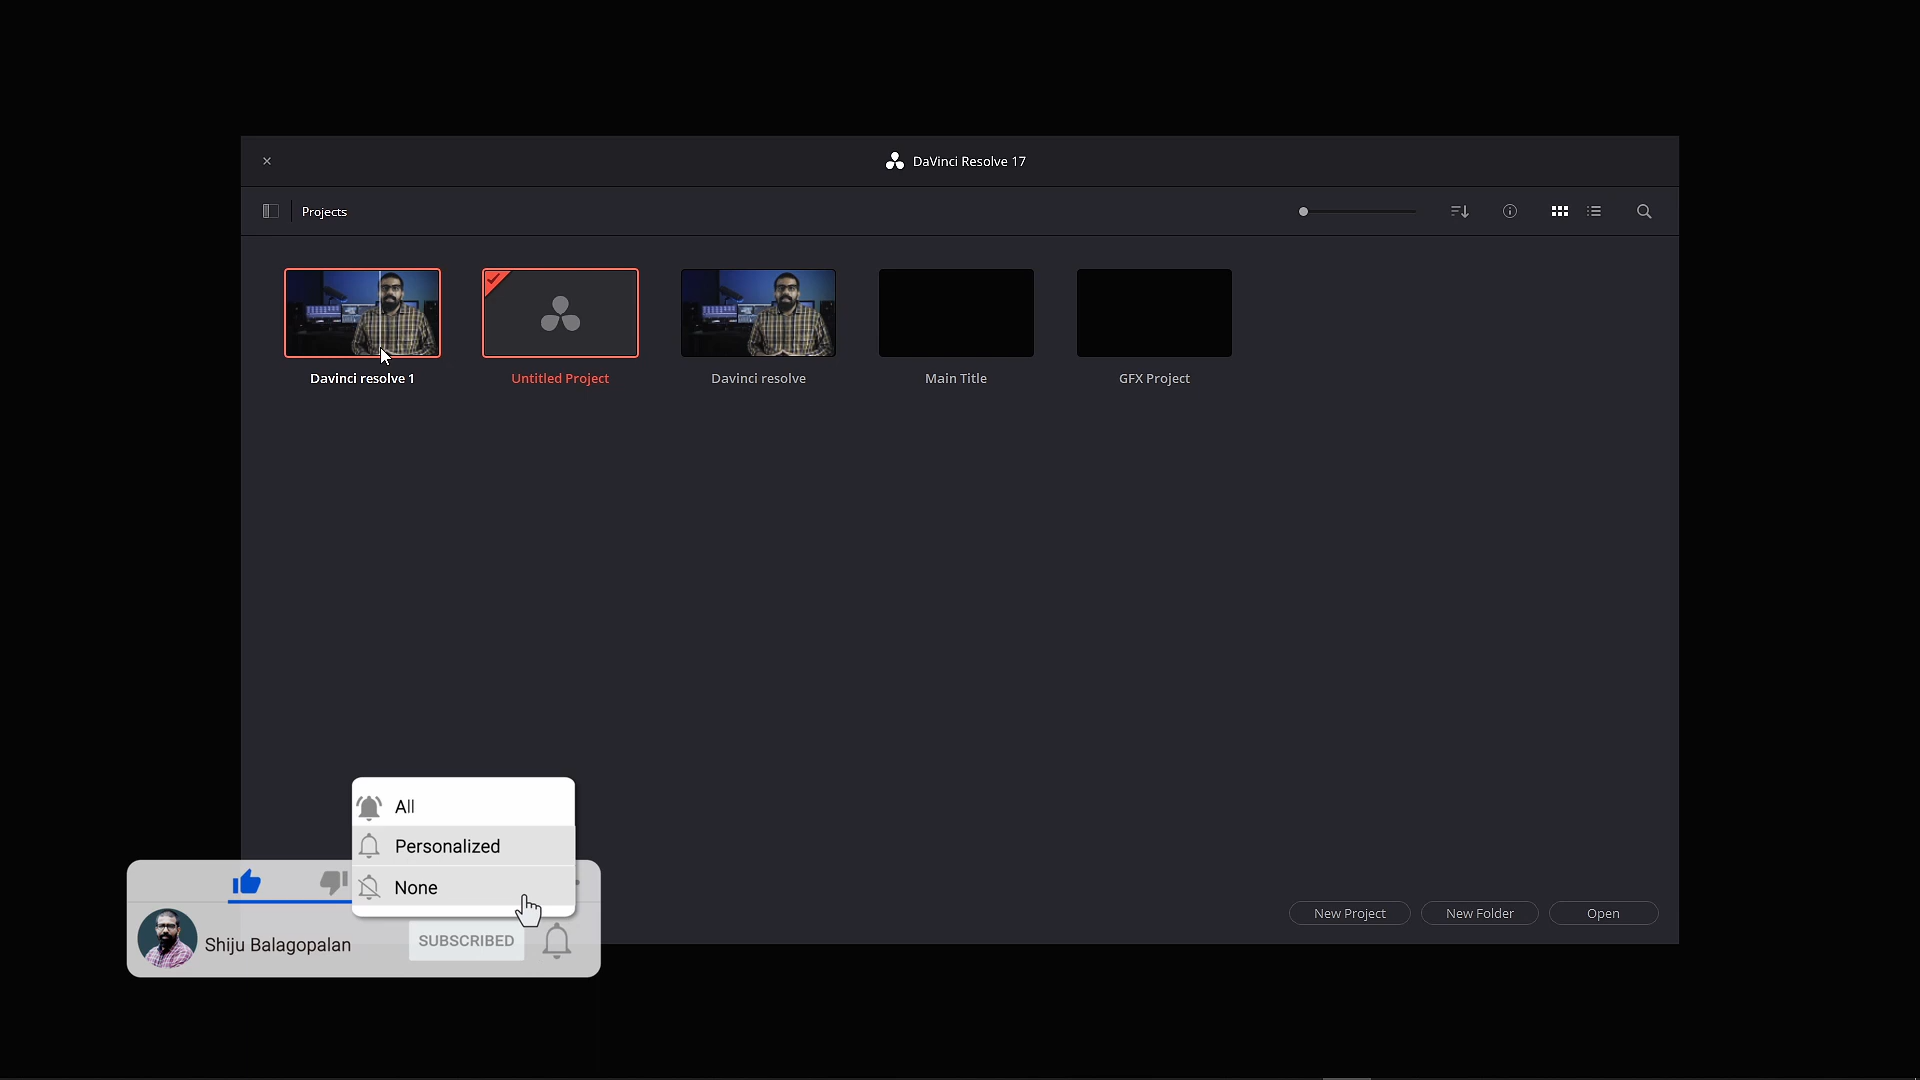 DaVinci Resolve 17
Projects
Davinci resolve 1
Untitled Project
Davinci resolve
Main Title
GFX Project
All
Personalized
None
Shiju Balagopalan
SUBSCRIBED
New Project
New Folder
Open